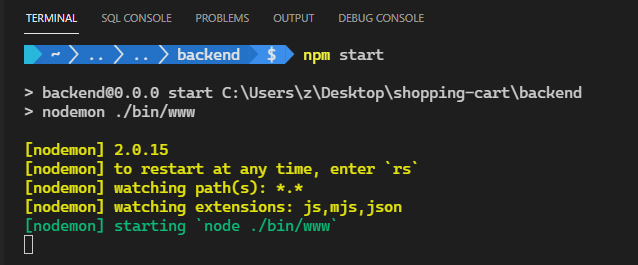 TERMINAL SQL CONSOLE PROBLEMS OUTPUT DEBUG CONSOLE
~ .. .. backend $ npm start
> backend@0.0.0 start C:\Users\z\Desktop\shopping-cart\backend
> nodemon ./bin/www
[nodemon] 2.0.15
[nodemon] to restart at any time, enter `rs`
[nodemon] watching path(s): *.*
[nodemon] watching extensions: js,mjs,json
[nodemon] starting `node ./bin/www`